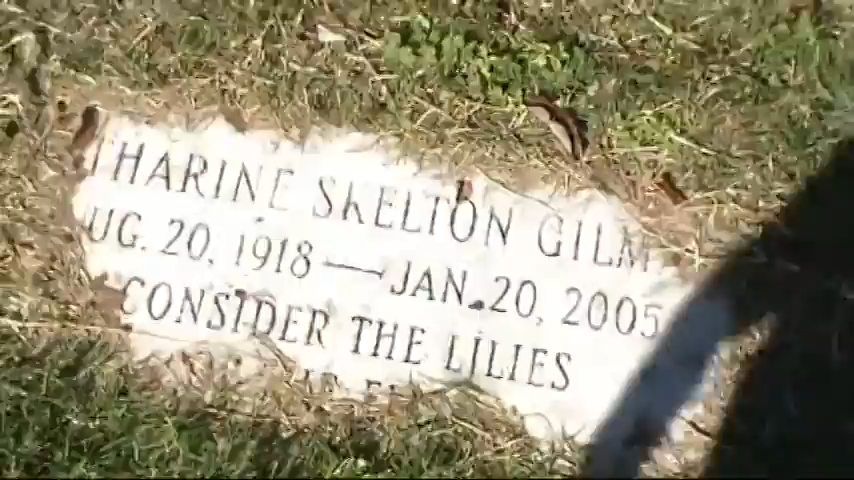 THARINE SKELTON GILM
UG. 20, 1918 — JAN. 20, 2005
CONSIDER THE LILIES